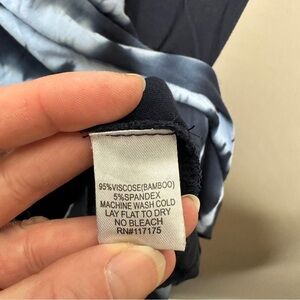 95%VISCOSE(BAMBOO)
5%SPANDEX
MACHINE WASH COLD
LAY FLAT TO DRY
NO BLEACH
RN#117175